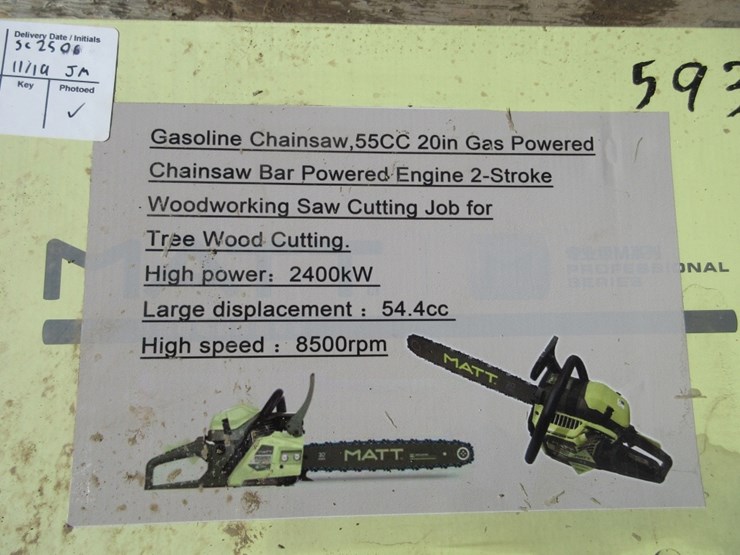 Delivery Date / Initials
Sc 2506
11/19 JM
Key Photoed
593
Gasoline Chainsaw,55CC 20in Gas Powered
Chainsaw Bar Powered Engine 2-Stroke
Woodworking Saw Cutting Job for
Tree Wood Cutting.
High power: 2400kW
Large displacement : 54.4cc
High speed : 8500rpm
MATT
MATT